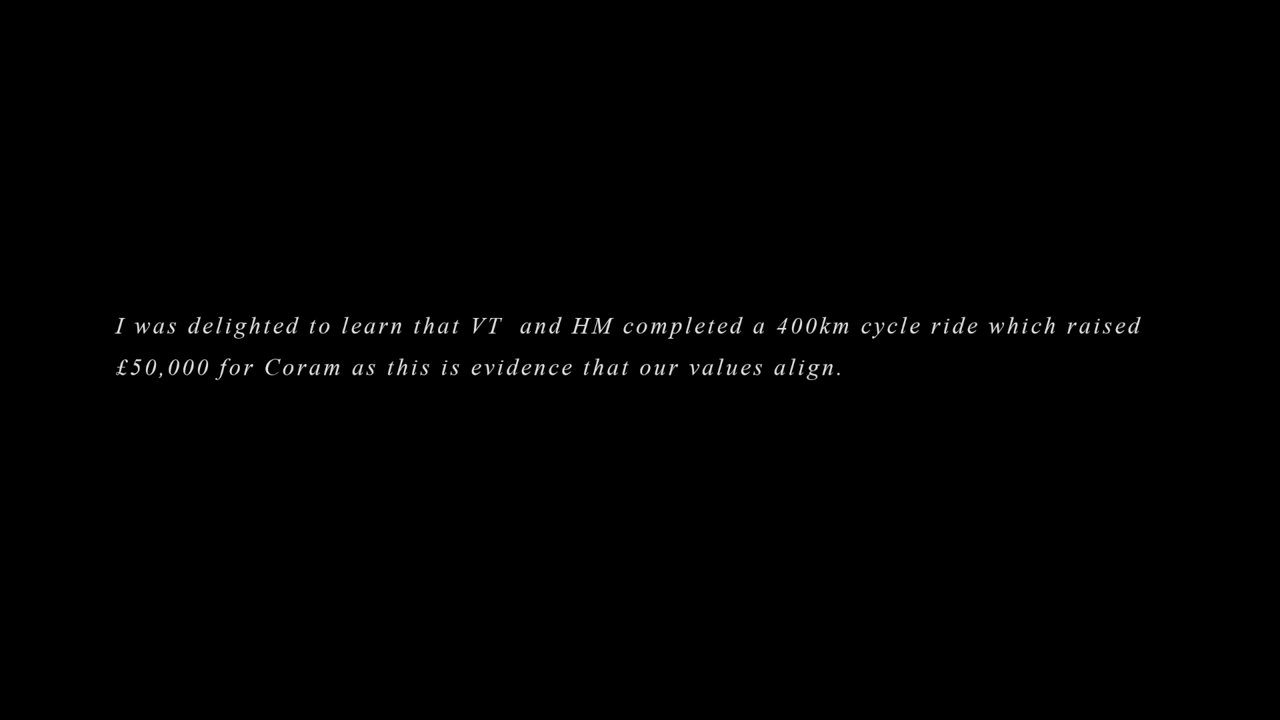 I was delighted to learn that VT  and HM completed a 400km cycle ride which raised
£50,000 for Coram as this is evidence that our values align.